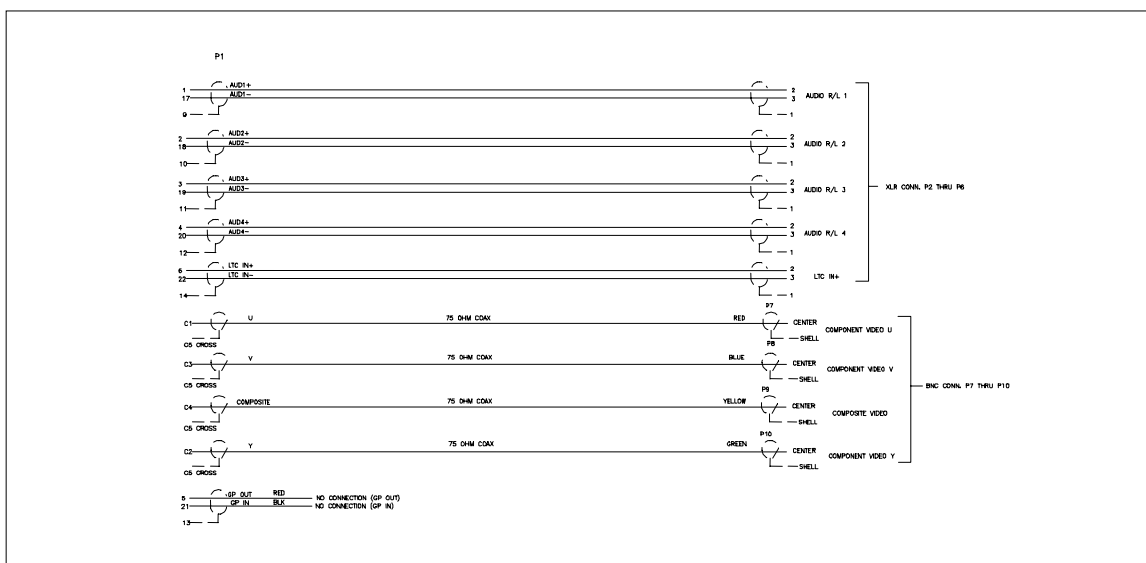 P1
1 AUD1+ 2
17 AUD1- 3 AUDIO R/L 1
9 1
2 AUD2+ 2
18 AUD2- 3 AUDIO R/L 2
10 1
3 AUD3+ 2
19 AUD3- 3 AUDIO R/L 3
11 1
XLR CONN. P2 THRU P6
4 AUD4+ 2
20 AUD4- 3 AUDIO R/L 4
12 1
6 LTC IN+ 2
22 LTC IN- 3 LTC IN+
14 1
P7
C1 U 75 OHM COAX RED CENTER COMPONENT VIDEO U
C5 CROSS SHELL
P8
C3 V 75 OHM COAX BLUE CENTER COMPONENT VIDEO V
C5 CROSS SHELL
BNC CONN. P7 THRU P10
P9
C4 COMPOSITE 75 OHM COAX YELLOW CENTER COMPOSITE VIDEO
C5 CROSS SHELL
P10
C2 Y 75 OHM COAX GREEN CENTER COMPONENT VIDEO Y
C5 CROSS SHELL
5 GP OUT RED NO CONNECTION (GP OUT)
21 GP IN BLK NO CONNECTION (GP IN)
13